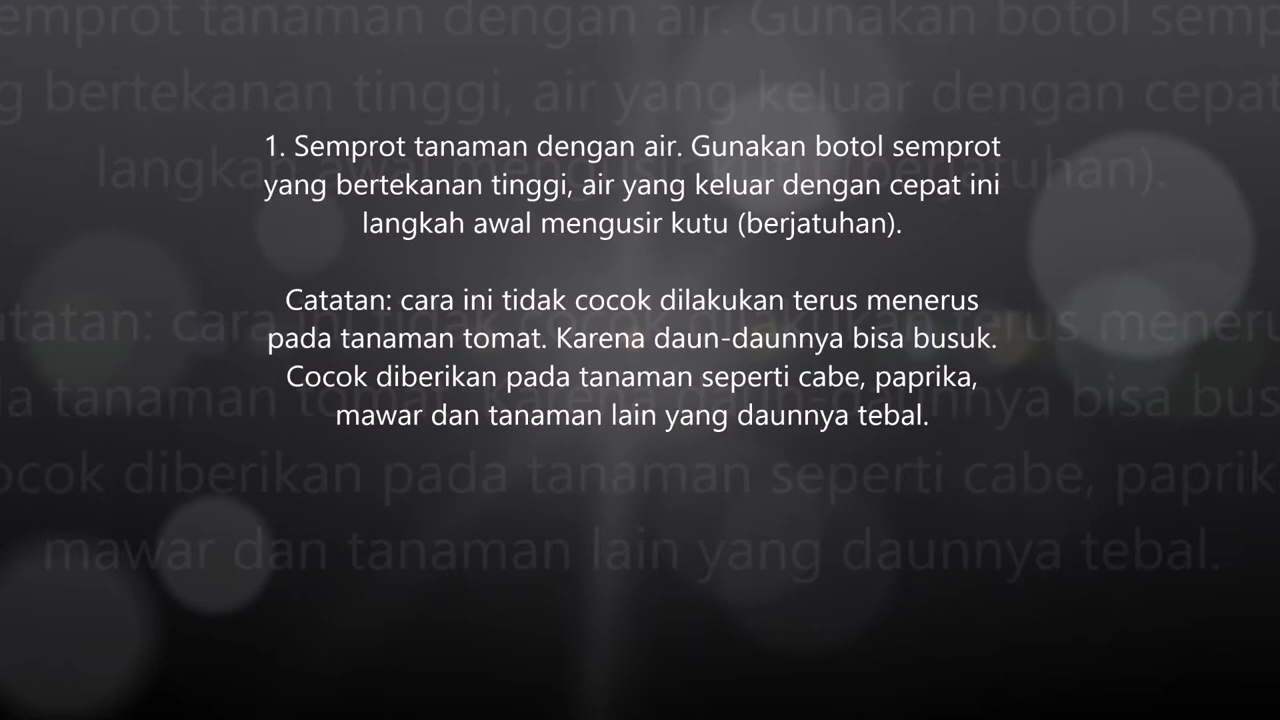 1. Semprot tanaman dengan air. Gunakan botol semprot
yang bertekanan tinggi, air yang keluar dengan cepat ini
langkah awal mengusir kutu (berjatuhan).
Catatan: cara ini tidak cocok dilakukan terus menerus
pada tanaman tomat. Karena daun-daunnya bisa busuk.
Cocok diberikan pada tanaman seperti cabe, paprika,
mawar dan tanaman lain yang daunnya tebal.